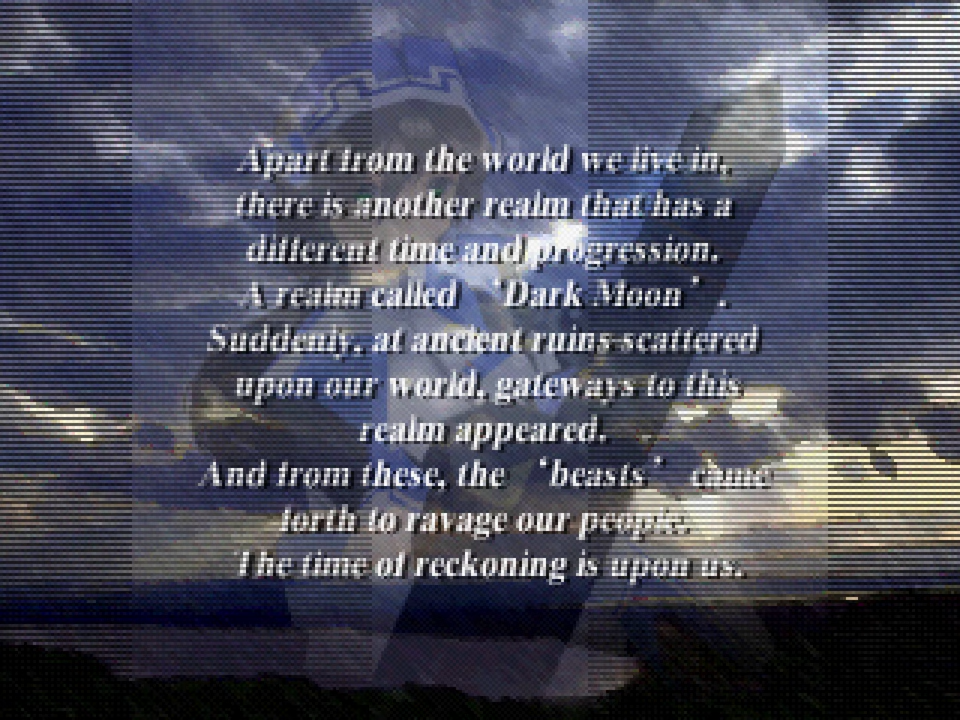 Apart from the world we live in,
there is another realm that has a
different time and progression.
A realm called ‘Dark Moon’.
Suddenly, at ancient ruins scattered
upon our world, gateways to this
realm appeared.
And from these, the ‘beasts’ came
forth to ravage our people.
The time of reckoning is upon us.